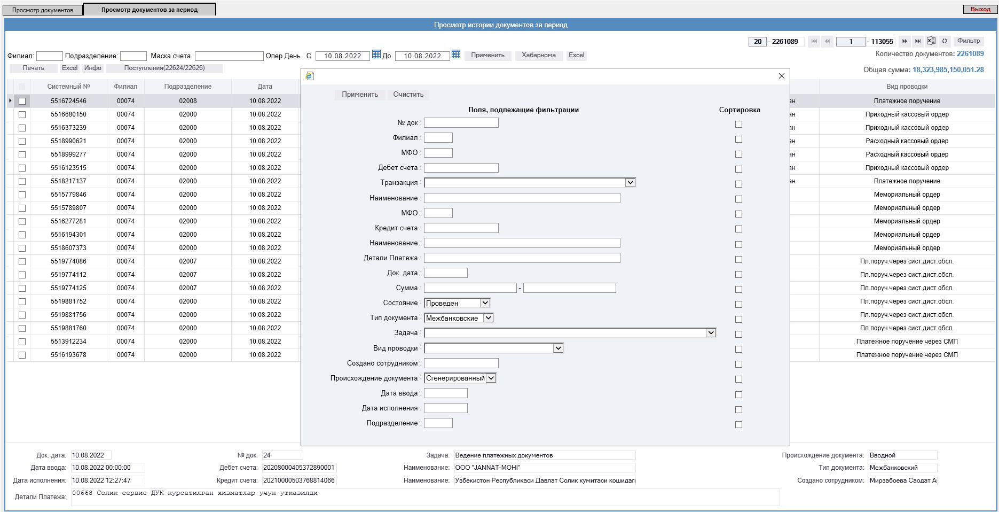 Просмотр документов
Просмотр документов за период
Выход
Просмотр истории документов за период
20 - 2261089
1 - 113055
Фильтр
Филиал:
Подразделение:
Маска счета
Опер День С 10.08.2022 До 10.08.2022
Применить
Хабарнома
Excel
Количество документов: 2261089
Печать
Excel
Инфо
Поступления(22624/22626)
Общая сумма: 18,323,985,150,051.28
Системный № Филиал Подразделение Дата Вид проводки
5516724546 00074 02008 10.08.2022 ан Платежное поручение
5516680150 00074 02000 10.08.2022 ан Приходный кассовый ордер
5516373239 00074 02000 10.08.2022 ан Приходный кассовый ордер
5518990621 00074 02000 10.08.2022 ан Расходный кассовый ордер
5518999277 00074 02000 10.08.2022 ан Расходный кассовый ордер
5516123515 00074 02000 10.08.2022 ан Приходный кассовый ордер
5518217137 00074 02000 10.08.2022 ан Платежное поручение
5515779846 00074 02000 10.08.2022 Мемориальный ордер
5515789807 00074 02000 10.08.2022 Мемориальный ордер
5516277281 00074 02000 10.08.2022 Мемориальный ордер
5516194301 00074 02000 10.08.2022 Мемориальный ордер
5518607373 00074 02000 10.08.2022 Мемориальный ордер
5519774086 00074 02007 10.08.2022 Пл.поруч.через сист.дист.обсл.
5519774112 00074 02007 10.08.2022 Пл.поруч.через сист.дист.обсл.
5519774125 00074 02007 10.08.2022 Пл.поруч.через сист.дист.обсл.
5519881752 00074 02000 10.08.2022 Пл.поруч.через сист.дист.обсл.
5519881756 00074 02000 10.08.2022 Пл.поруч.через сист.дист.обсл.
5519881760 00074 02000 10.08.2022 Пл.поруч.через сист.дист.обсл.
5513912234 00074 02000 10.08.2022 Платежное поручение через СМП
5516193678 00074 02000 10.08.2022 Платежное поручение через СМП
Применить
Очистить
Поля, подлежащие фильтрации
Сортировка
№ док :
Филиал :
МФО :
Дебет счета :
Транзакция :
Наименование :
МФО :
Кредит счета :
Наименование :
Детали Платежа :
Док. дата :
Сумма : -
Состояние : Проведен
Тип документа : Межбанковские
Задача :
Вид проводки :
Создано сотрудником :
Происхождение документа : Сгенерированный
Дата ввода :
Дата исполнения :
Подразделение :
Док. дата: 10.08.2022 № док: 24 Задача: Ведение платежных документов Происхождение документа: Вводной
Дата ввода: 10.08.2022 00:00:00 Дебет счета: 20208000405372890001 Наименование: ООО "JANNAT-MOHI" Тип документа: Межбанковский
Дата исполнения: 10.08.2022 12:27:47 Кредит счета: 20210000503768814066 Наименование: Узбекистон Республикаси Давлат Солик кумитаси кошидаги Создано сотрудником: Мирзабоева Саодат А
Детали Платежа: 00668 Солик сервис ДУК курсатилган хизматлар учун утказилди